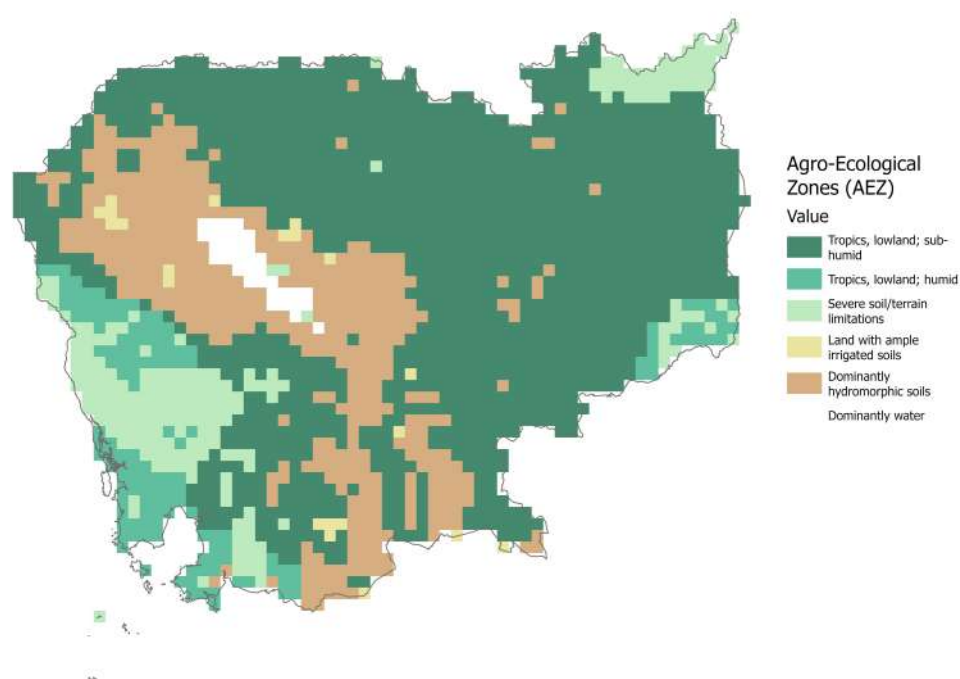 Agro-Ecological
Zones (AEZ)
Value
Tropics, lowland; sub-
humid
Tropics, lowland; humid
Severe soil/terrain
limitations
Land with ample
irrigated soils
Dominantly
hydromorphic soils
Dominantly water